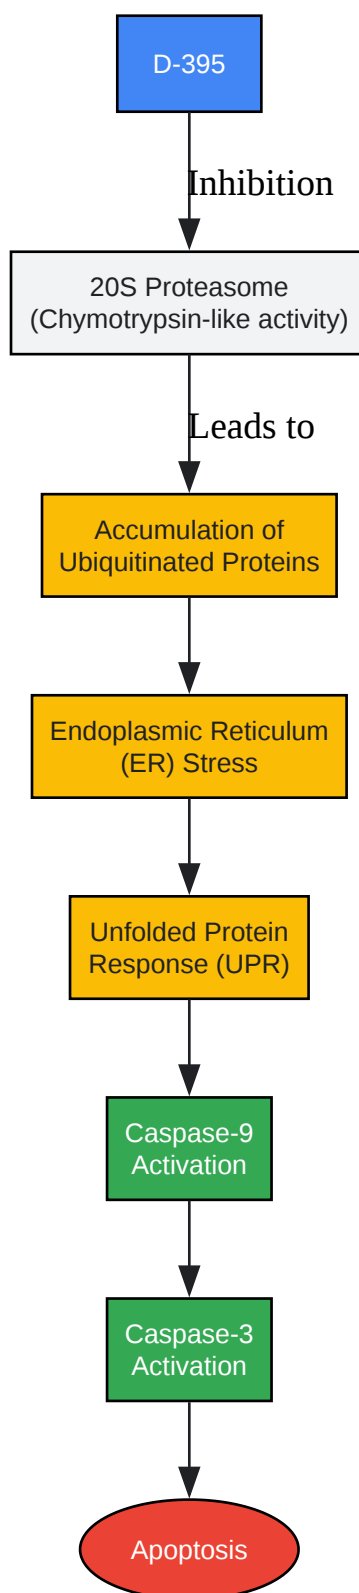 D-395
Inhibition
20S Proteasome
(Chymotrypsin-like activity)
Leads to
Accumulation of
Ubiquitinated Proteins
Endoplasmic Reticulum
(ER) Stress
Unfolded Protein
Response (UPR)
Caspase-9
Activation
Caspase-3
Activation
Apoptosis